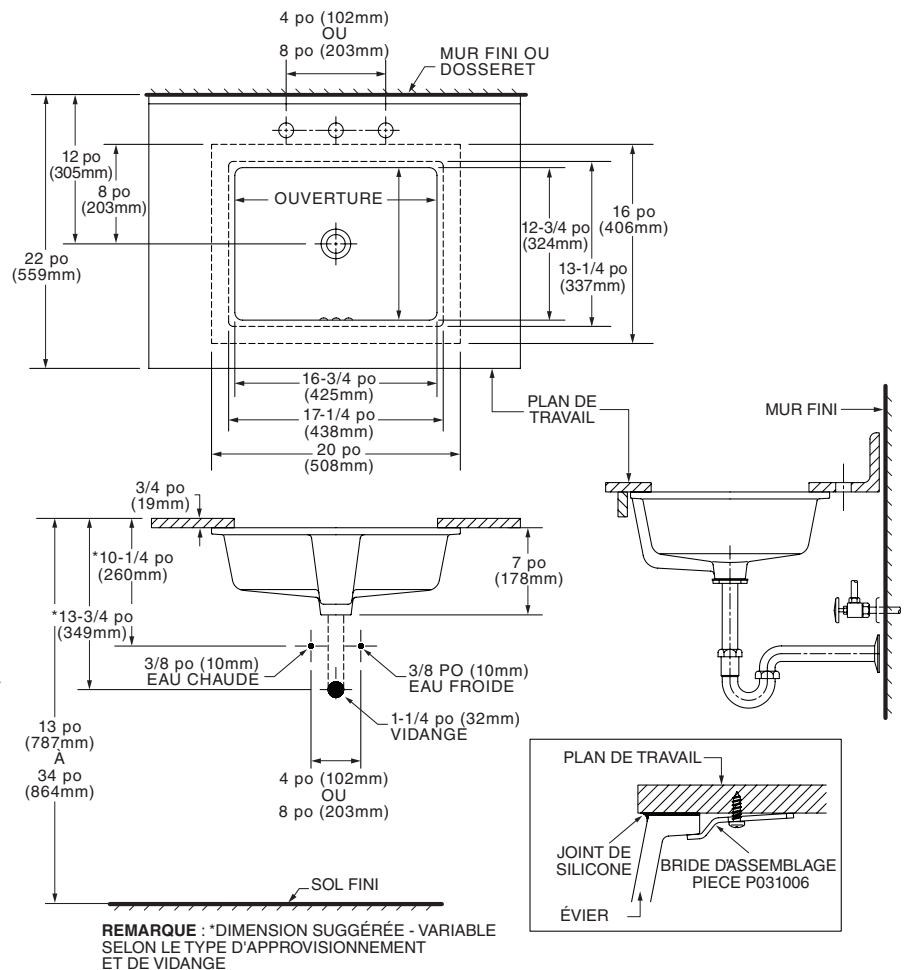 4 po (102mm)
OU
8 po (203mm)
MUR FINI OU
DOSSERET
12 po
(305mm)
8 po
(203mm)
22 po
(559mm)
OUVERTURE
12-3/4 po
(324mm)
13-1/4 po
(337mm)
16 po
(406mm)
16-3/4 po
(425mm)
17-1/4 po
(438mm)
20 po
(508mm)
PLAN DE
TRAVAIL
MUR FINI
3/4 po
(19mm)
*10-1/4 po
(260mm)
*13-3/4 po
(349mm)
7 po
(178mm)
3/8 po (10mm)
EAU CHAUDE
3/8 PO (10mm)
EAU FROIDE
1-1/4 po (32mm)
VIDANGE
13 po
(787mm)
À
34 po
(864mm)
4 po (102mm)
OU
8 po (203mm)
PLAN DE TRAVAIL
JOINT DE
SILICONE
BRIDE D'ASSEMBLAGE
PIECE P031006
ÉVIER
SOL FINI
REMARQUE : *DIMENSION SUGGÉRÉE - VARIABLE
SELON LE TYPE D'APPROVISIONNEMENT
ET DE VIDANGE